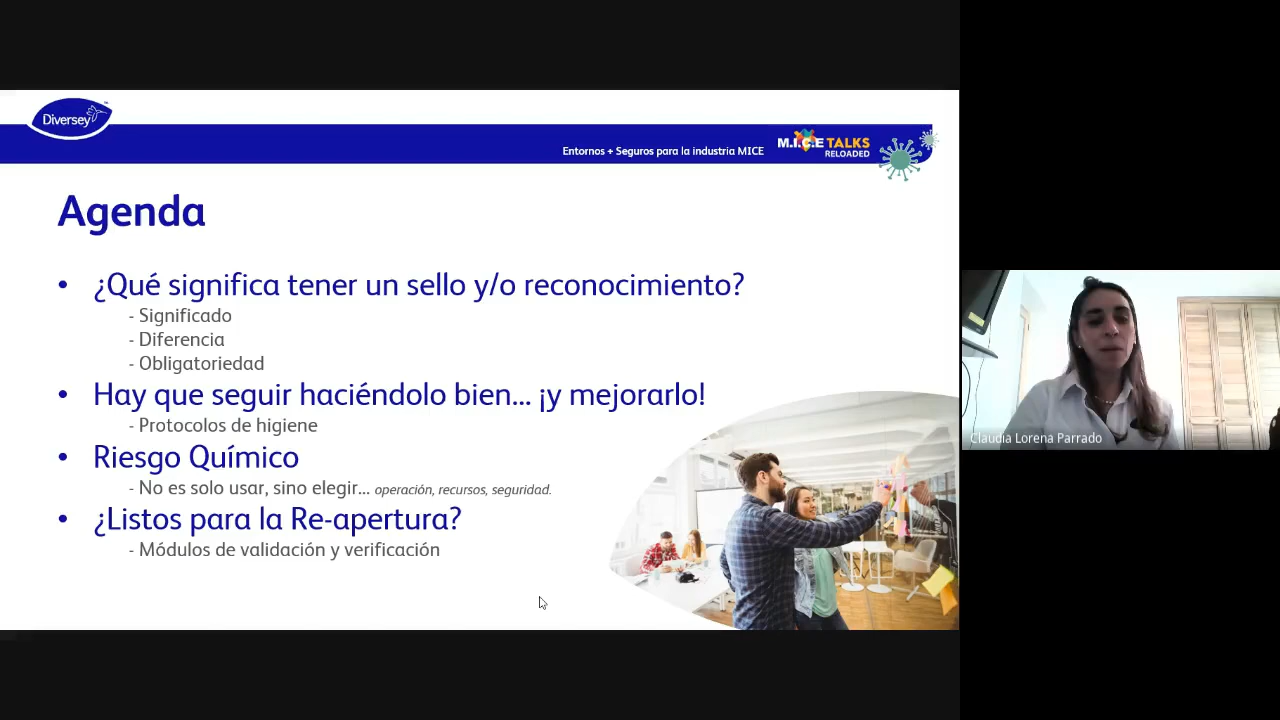 Diversey
Entornos + Seguros para la industria MICE
M.I.C.E TALKS
RELOADED
Agenda
• ¿Qué significa tener un sello y/o reconocimiento?
- Significado
- Diferencia
- Obligatoriedad
• Hay que seguir haciéndolo bien... ¡y mejorarlo!
- Protocolos de higiene
• Riesgo Químico
- No es solo usar, sino elegir... operación, recursos, seguridad.
• ¿Listos para la Re-apertura?
- Módulos de validación y verificación
Claudia Lorena Parrado